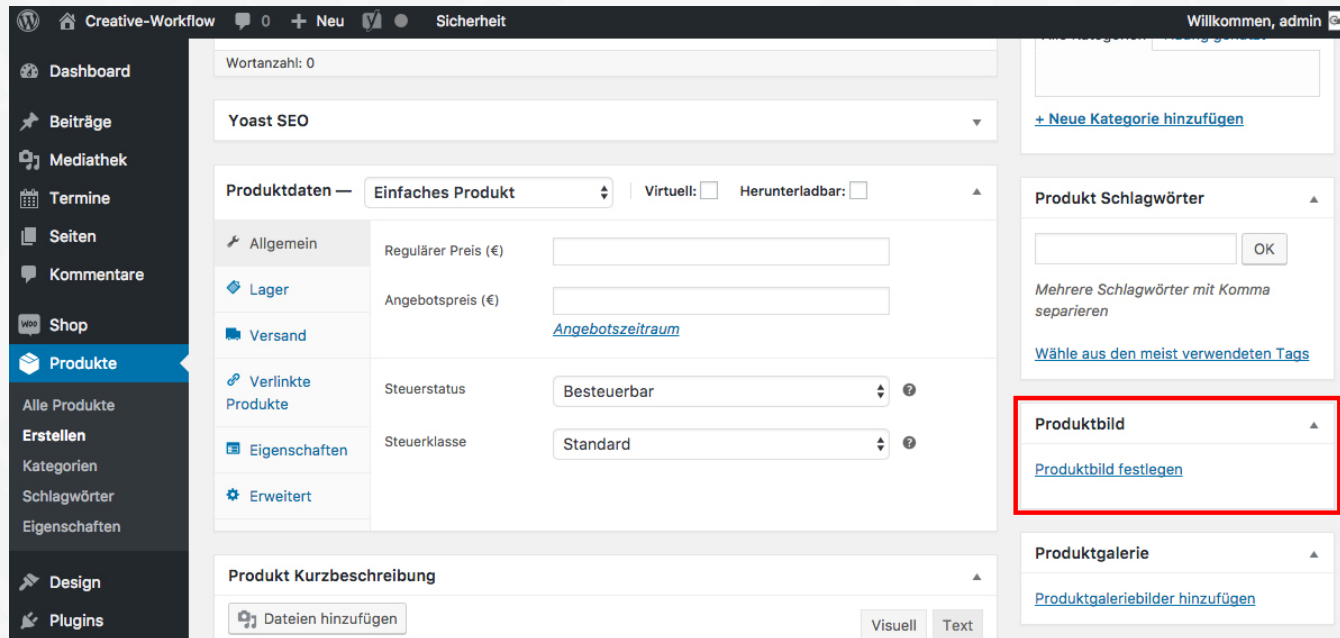 Creative-Workflow 0 + Neu Sicherheit Willkommen, admin
Dashboard
Beiträge
Mediathek
Termine
Seiten
Kommentare
Woo Shop
Produkte
Alle Produkte
Erstellen
Kategorien
Schlagwörter
Eigenschaften
Design
Plugins
Wortanzahl: 0
Yoast SEO
Produktdaten — Einfaches Produkt Virtuell: Herunterladbar:
Allgemein
Lager
Versand
Verlinkte
Produkte
Eigenschaften
Erweitert
Regulärer Preis (€)
Angebotspreis (€)
Angebotszeitraum
Steuerstatus Besteuerbar
Steuerklasse Standard
Produkt Kurzbeschreibung
Dateien hinzufügen
Visuell Text
+ Neue Kategorie hinzufügen
Produkt Schlagwörter
OK
Mehrere Schlagwörter mit Komma
separieren
Wähle aus den meist verwendeten Tags
Produktbild
Produktbild festlegen
Produktgalerie
Produktgaleriebilder hinzufügen